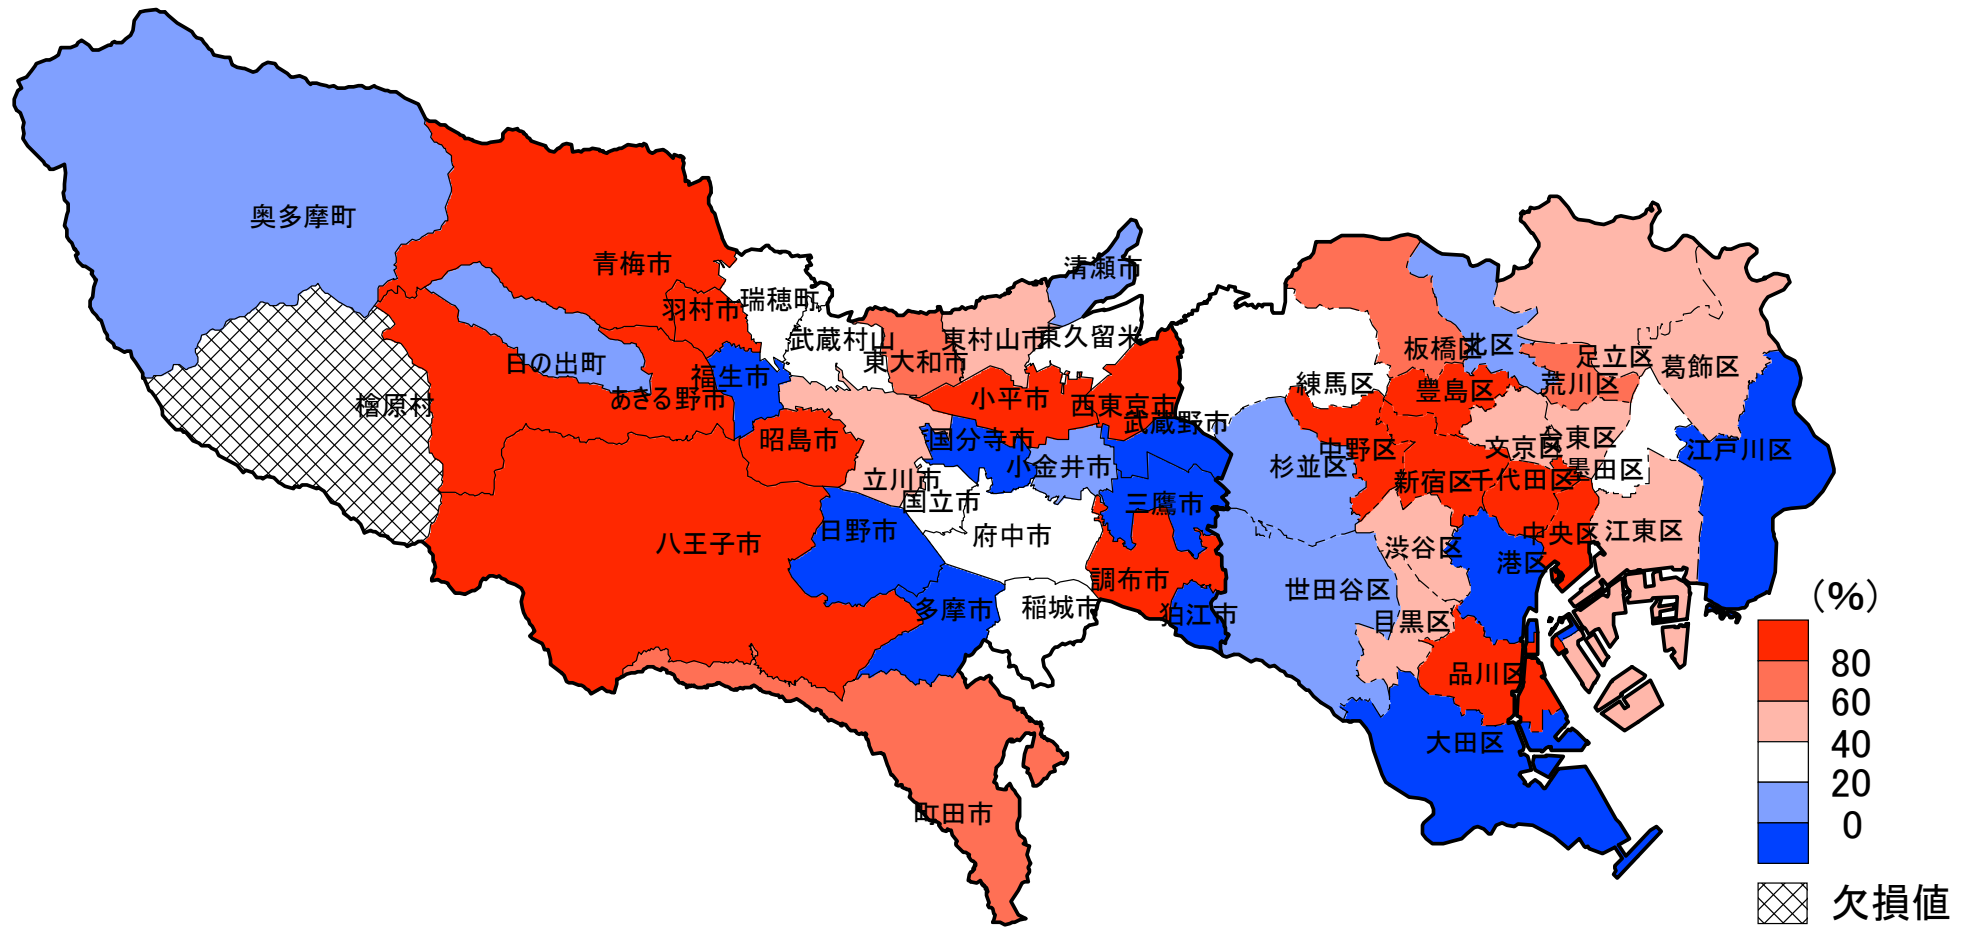 奥多摩町
青梅市
清瀬市
羽村市
瑞穂町
武蔵村山
東村山市
東久留米
東大和市
日の出町
福生市
檜原村
あきる野市
小平市
西東京市
武蔵野市
昭島市
国分寺市
小金井市
立川市
国立市
三鷹市
日野市
府中市
八王子市
調布市
多摩市
稲城市
狛江市
町田市
板橋区
北区
足立区
葛飾区
練馬区
豊島区
荒川区
中野区
文京区
台東区
江戸川区
杉並区
新宿区
千代田区
墨田区
渋谷区
港区
中央区
江東区
世田谷区
目黒区
品川区
大田区
(%)
80
60
40
20
0
欠損値